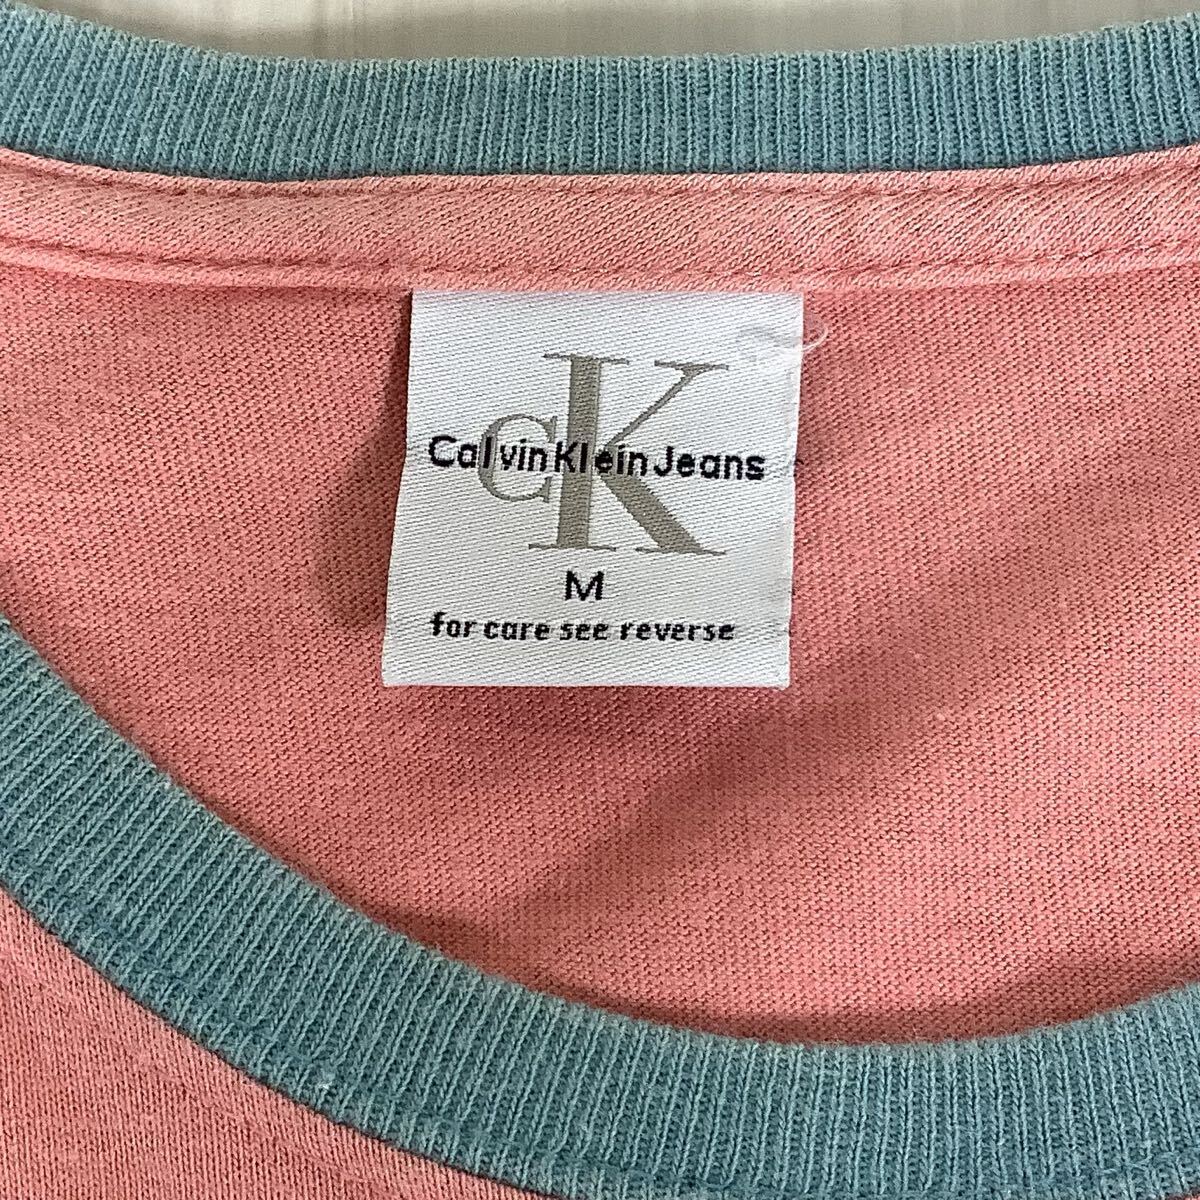 cK
Calvin Klein Jeans
M
for care see reverse